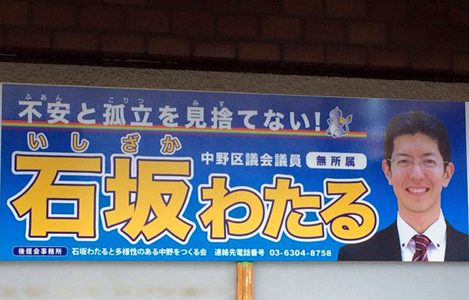 ふあん こりつ みす
不安と孤立を見捨てない!
いしざか
中野区議会議員 無所属
石坂わたる
後援会事務所 石坂わたると多様性のある中野をつくる会 連絡先電話番号 03-6304-8758